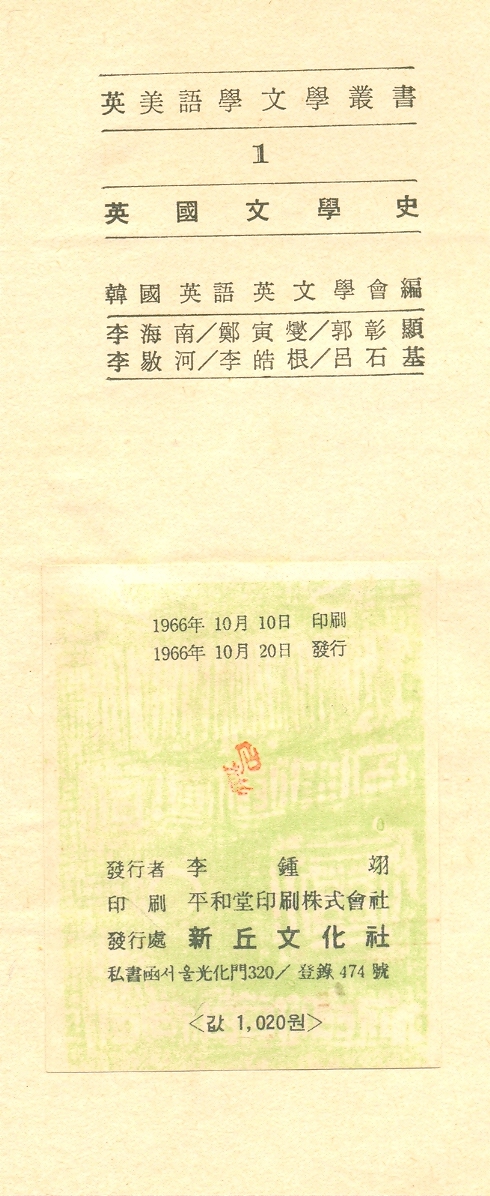 英美語學文學叢書
1
英國文學史
韓國英語英文學會編
李海南／鄭寅燮／郭彰顯
李敭河／李皓根／呂石基
1966年 10月 10日 印刷
1966年 10月 20日 發行
發行者 李鍾翊
印刷 平和堂印刷株式會社
發行處 新丘文化社
私書函서울光化門320／登錄 474 號
<값 1,020원>